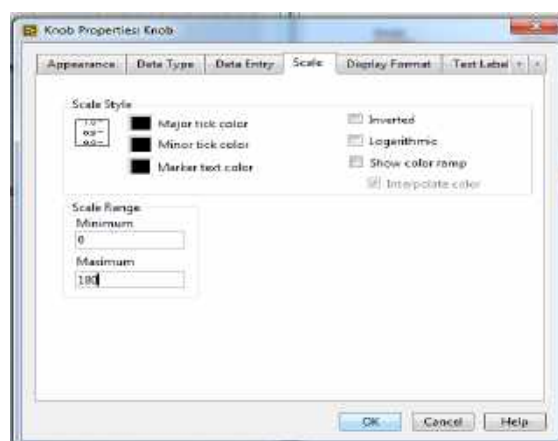 Knob Properties: Knob
Appearance Data Type Data Entry Scale Display Format Text Label
Scale Style
Major tick color
Minor tick color
Marker text color
Inverted
Logarithmic
Show color ramp
Interpolate color
Scale Range
Minimum
0
Maximum
180
OK Cancel Help